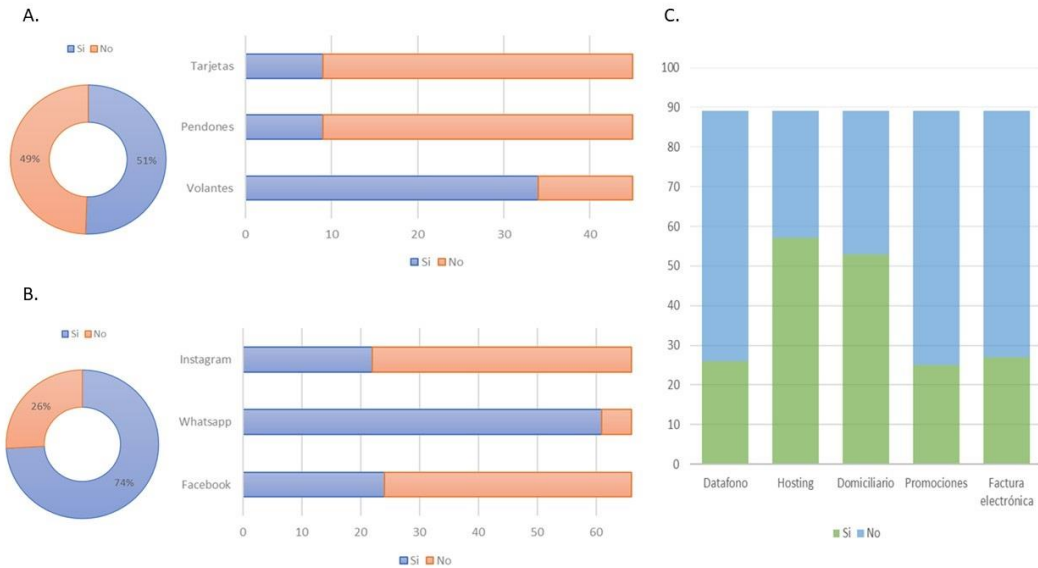 A.
Si No
49%
51%
Tarjetas
Pendones
Volantes
0 10 20 30 40
Si No
B.
Si No
26%
74%
Instagram
Whatsapp
Facebook
0 10 20 30 40 50 60
Si No
C.
100
90
80
70
60
50
40
30
20
10
0
Datafono Hosting Domiciliario Promociones Factura
electrónica
Si No